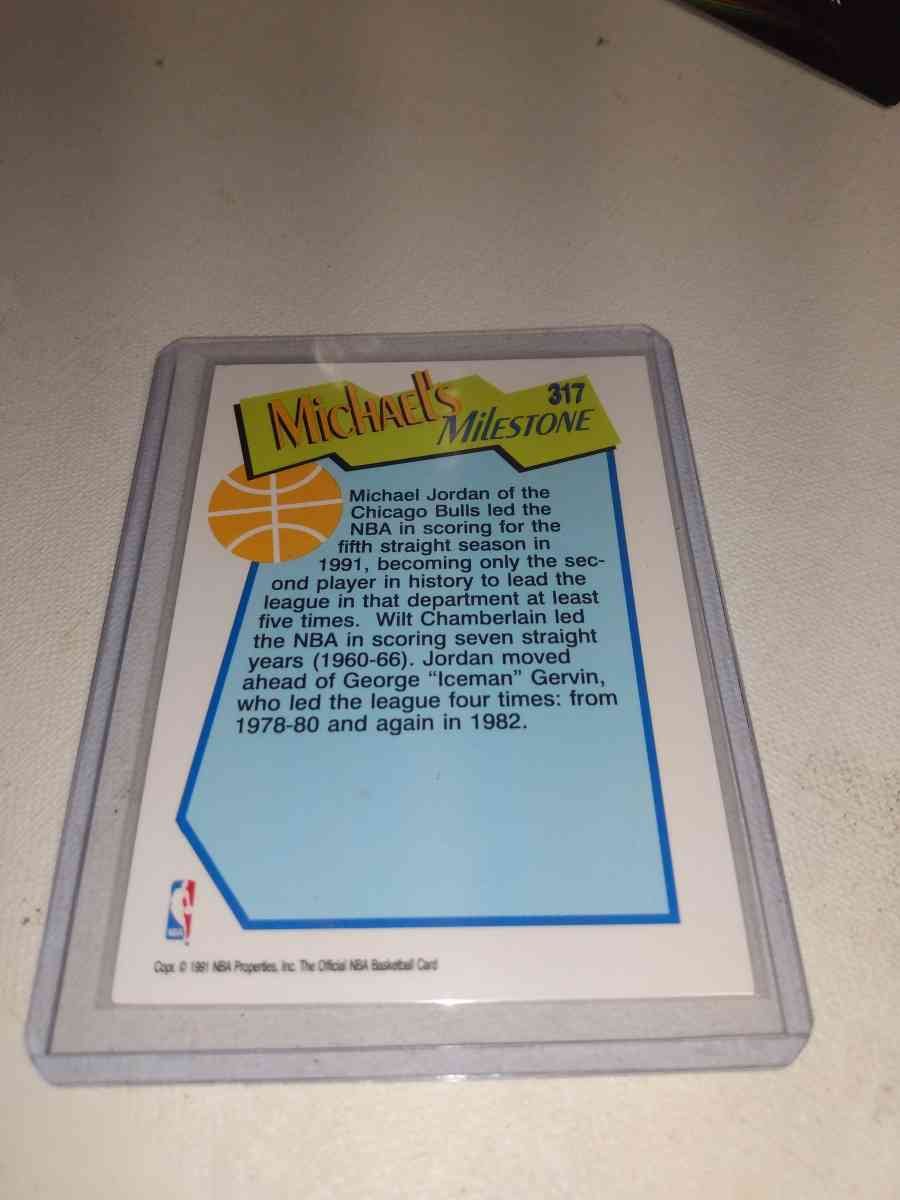 317
Michael's
Milestone
Michael Jordan of the
Chicago Bulls led the
NBA in scoring for the
fifth straight season in
1991, becoming only the sec-
ond player in history to lead the
league in that department at least
five times. Wilt Chamberlain led
the NBA in scoring seven straight
years (1960-66). Jordan moved
ahead of George “Iceman” Gervin,
who led the league four times: from
1978-80 and again in 1982.
NBA
Copr. © 1991 NBA Properties, Inc. The Official NBA Basketball Card